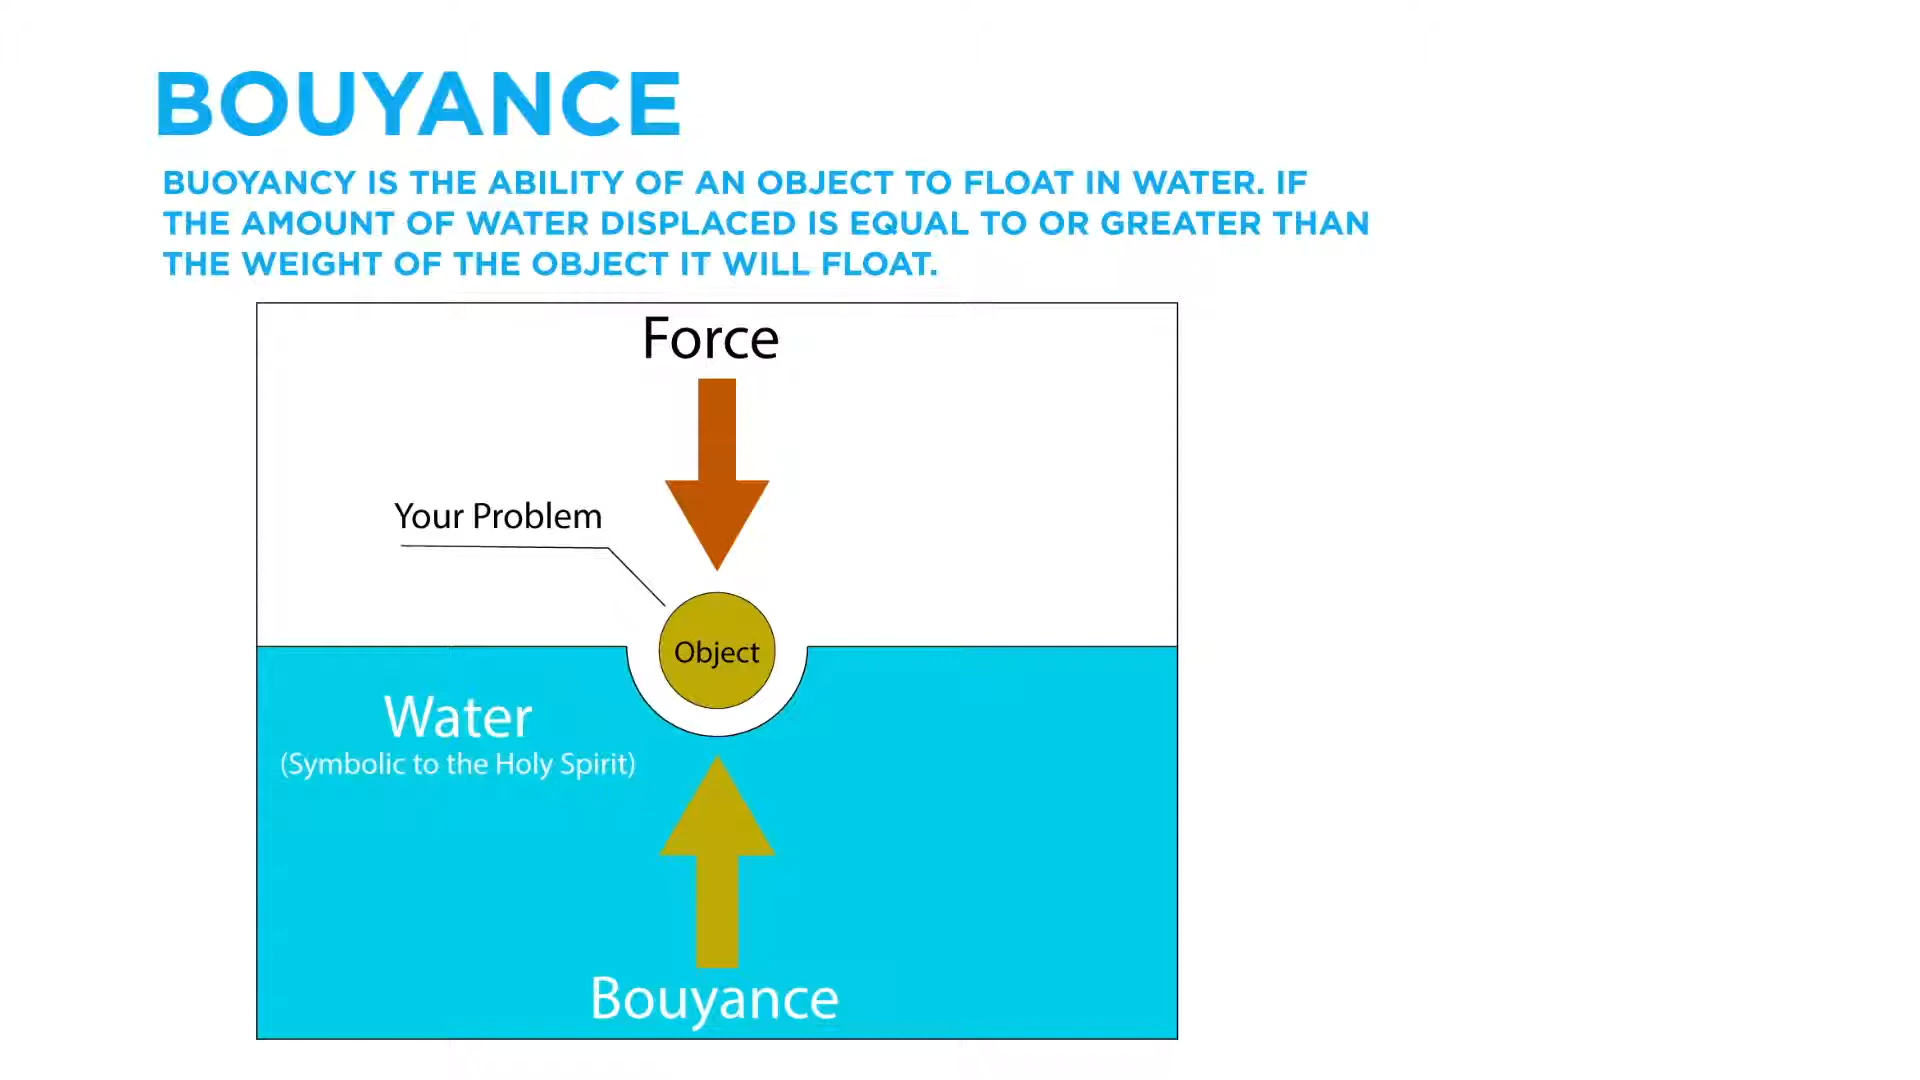 BOUYANCE
BUOYANCY IS THE ABILITY OF AN OBJECT TO FLOAT IN WATER. IF
THE AMOUNT OF WATER DISPLACED IS EQUAL TO OR GREATER THAN
THE WEIGHT OF THE OBJECT IT WILL FLOAT.
Force
Your Problem
Object
Water
(Symbolic to the Holy Spirit)
Bouyance